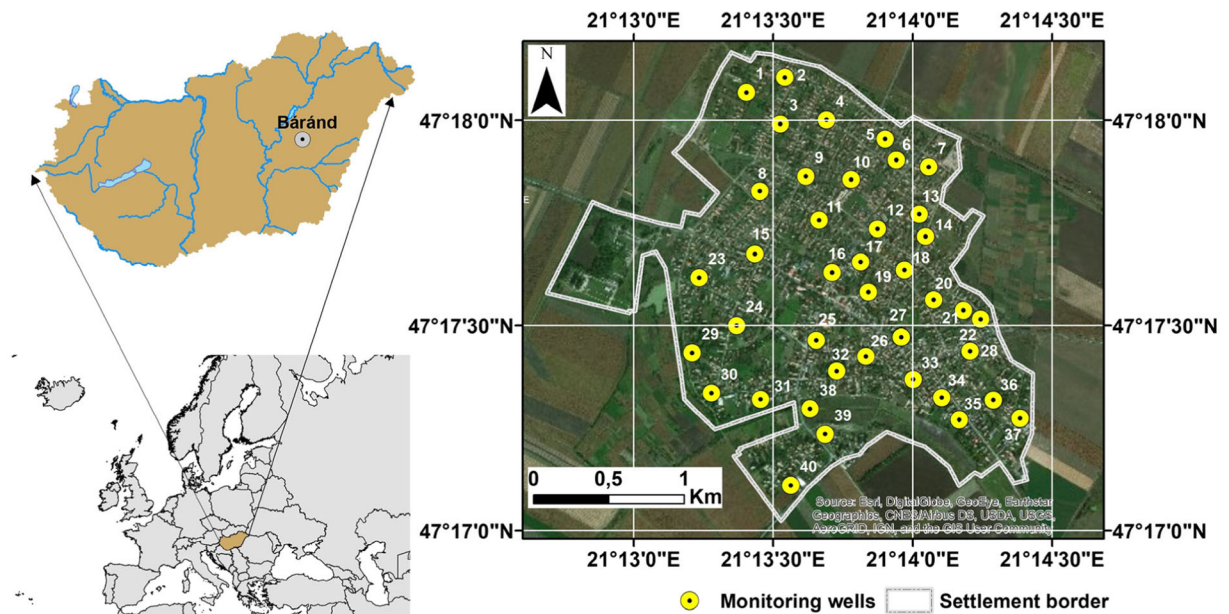 Báránd
21°13'0"E 21°13'30"E 21°14'0"E 21°14'30"E
N
1 2
3 4
5 6 7
8 9 10
11 12 13
14
15 16 17 18
19
23 20
24 21
22
25 27
29 26 28
32 33
30 31 38 34 35 36
39 37
40
47°18'0"N 47°18'0"N
47°17'30"N 47°17'30"N
47°17'0"N 47°17'0"N
E
0 0,5 1
Km
Source: Esri, DigitalGlobe, GeoEye, Earthstar
Geographics, CNES/Airbus DS, USDA, USGS,
AeroGRID, IGN, and the GIS User Community
21°13'0"E 21°13'30"E 21°14'0"E 21°14'30"E
Monitoring wells Settlement border